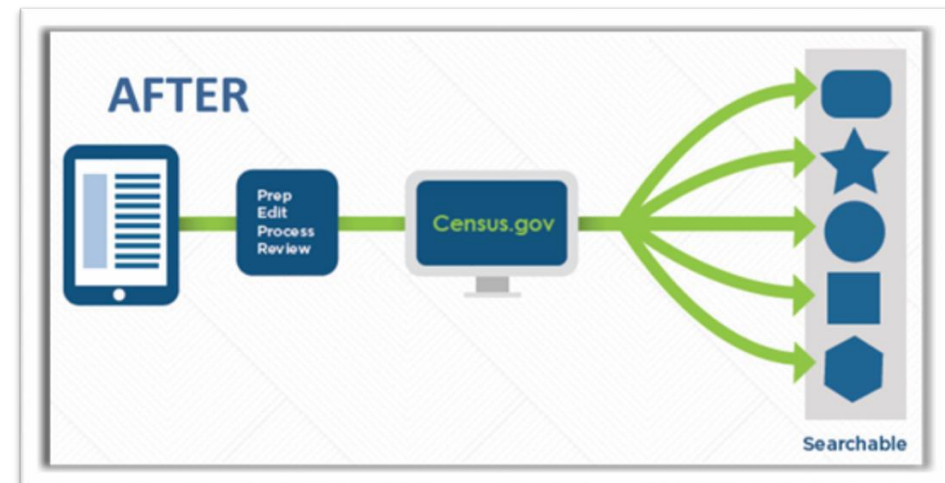 AFTER
Prep
Edit
Process
Review
Census.gov
Searchable